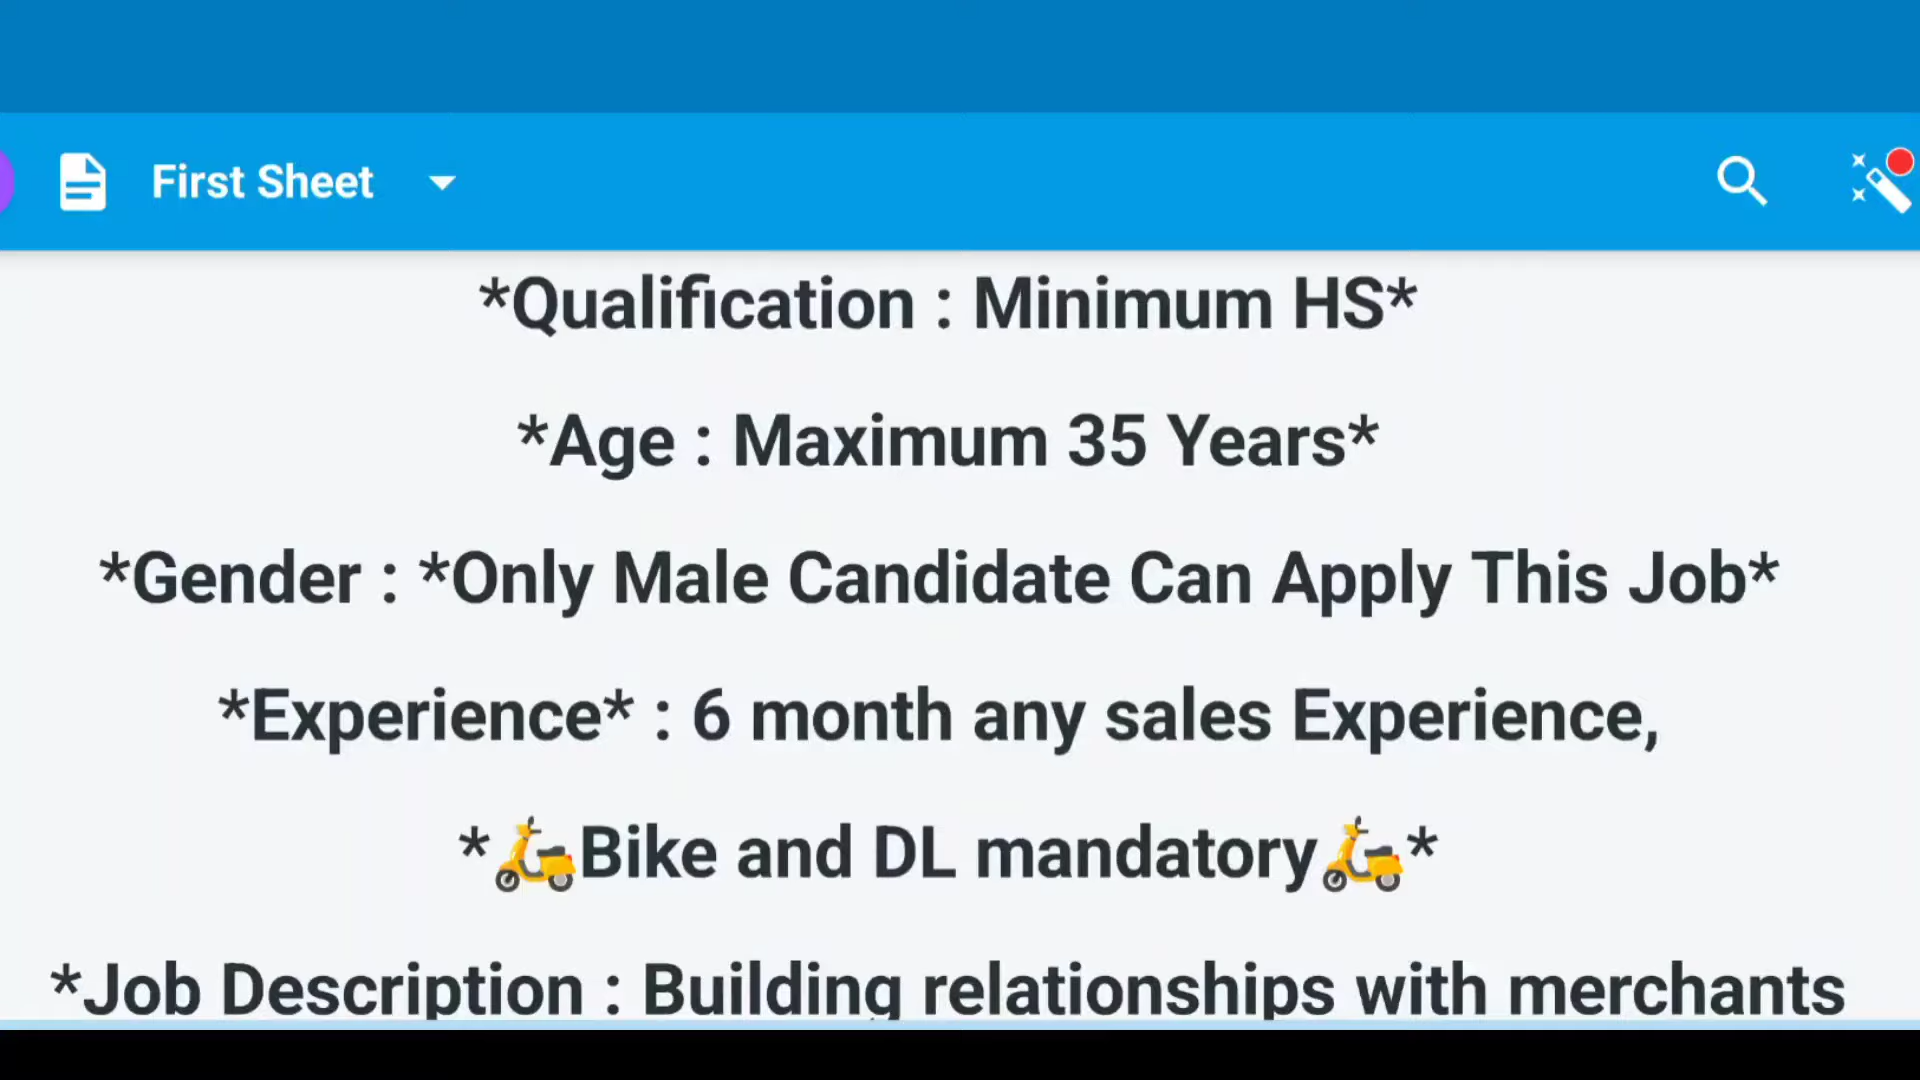 First Sheet
*Qualification : Minimum HS*
*Age : Maximum 35 Years*
*Gender : *Only Male Candidate Can Apply This Job*
*Experience* : 6 month any sales Experience,
*🛵Bike and DL mandatory🛵*
*Job Description : Building relationships with merchants